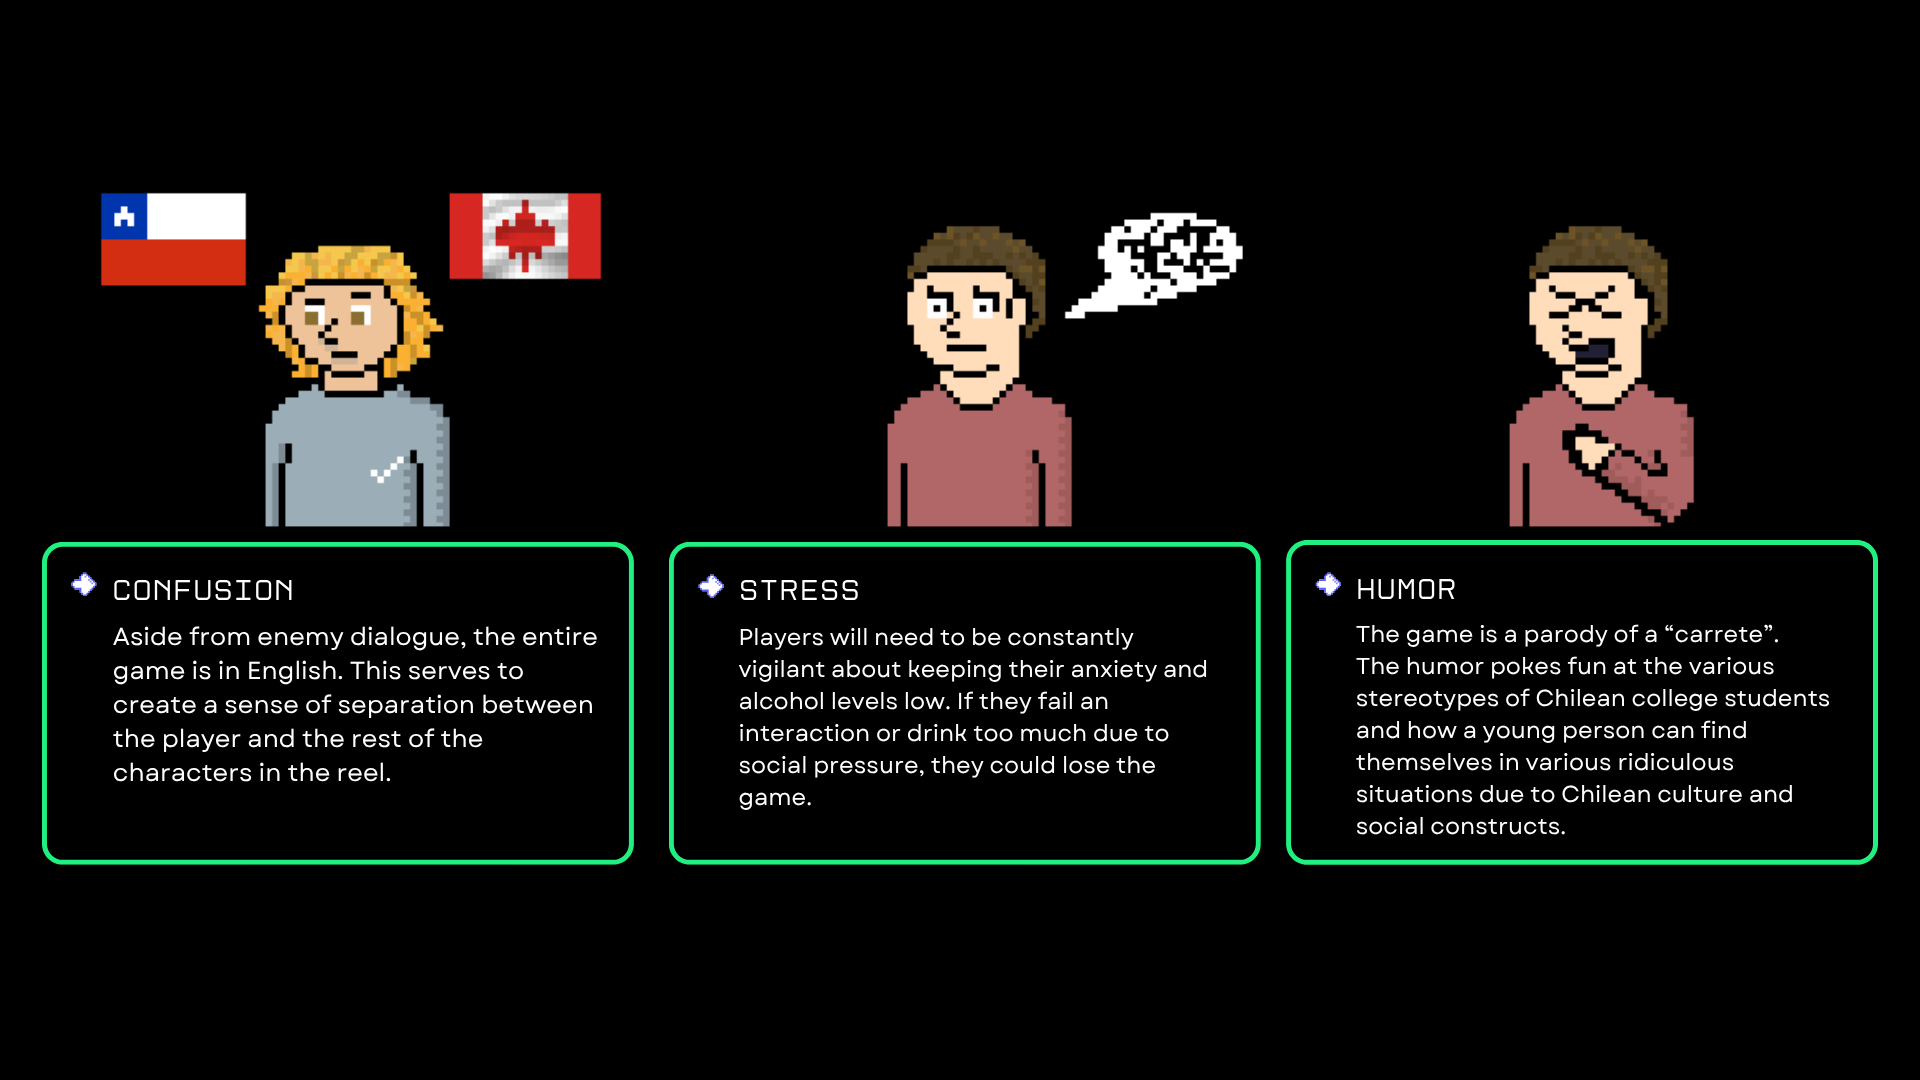 CONFUSION
Aside from enemy dialogue, the entire
game is in English. This serves to
create a sense of separation between
the player and the rest of the
characters in the reel.
STRESS
Players will need to be constantly
vigilant about keeping their anxiety and
alcohol levels low. If they fail an
interaction or drink too much due to
social pressure, they could lose the
game.
HUMOR
The game is a parody of a “carrete”.
The humor pokes fun at the various
stereotypes of Chilean college students
and how a young person can find
themselves in various ridiculous
situations due to Chilean culture and
social constructs.